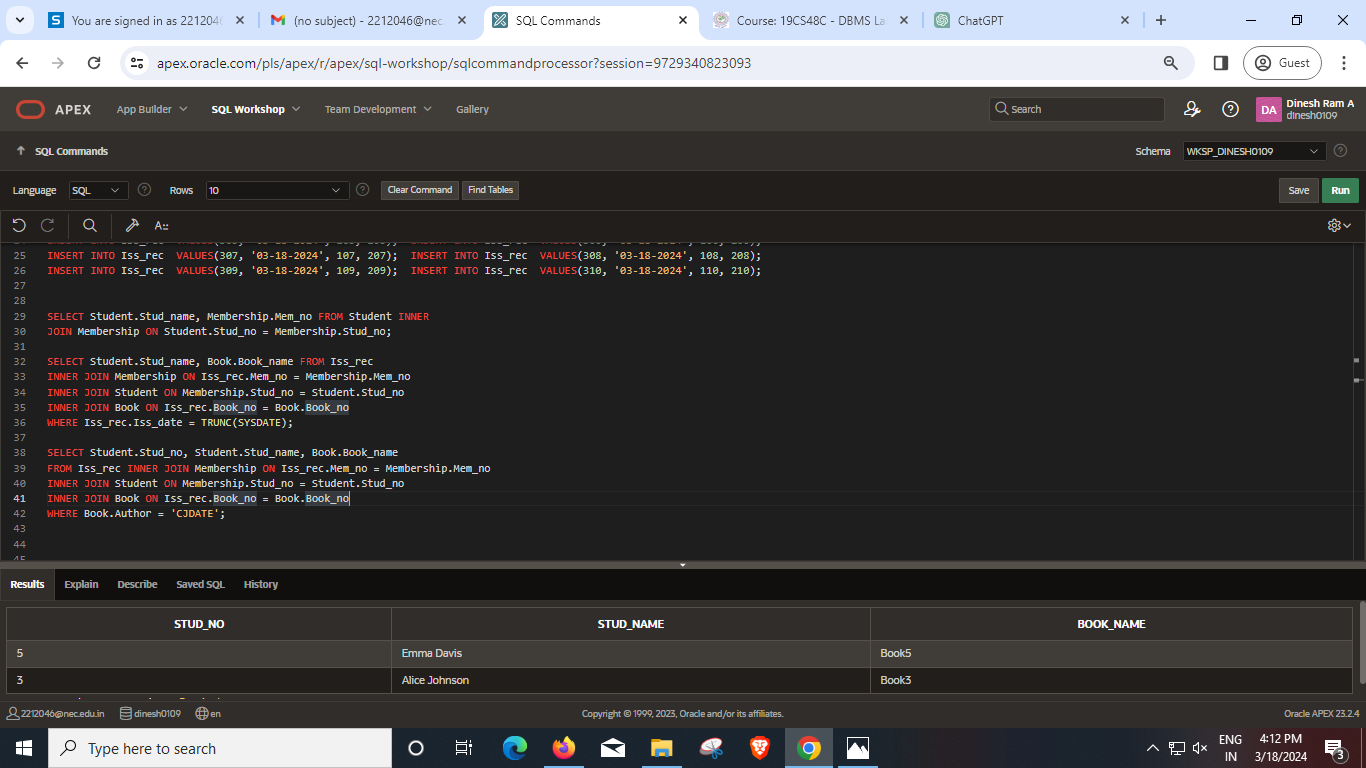 You are signed in as 221204
(no subject) - 2212046@nec.
SQL Commands
Course: 19CS48C - DBMS La
ChatGPT
apex.oracle.com/pls/apex/r/apex/sql-workshop/sqlcommandprocessor?session=9729340823093
Guest
APEX
App Builder
SQL Workshop
Team Development
Gallery
Search
DA
Dinesh Ram A
dinesh0109
SQL Commands
Schema
WKSP_DINESH0109
Language
SQL
Rows
10
Clear Command
Find Tables
Save
Run
A::
25 INSERT INTO Iss_rec VALUES(307, '03-18-2024', 107, 207); INSERT INTO Iss_rec VALUES(308, '03-18-2024', 108, 208);
26 INSERT INTO Iss_rec VALUES(309, '03-18-2024', 109, 209); INSERT INTO Iss_rec VALUES(310, '03-18-2024', 110, 210);
27
28
29 SELECT Student.Stud_name, Membership.Mem_no FROM Student INNER
30 JOIN Membership ON Student.Stud_no = Membership.Stud_no;
31
32 SELECT Student.Stud_name, Book.Book_name FROM Iss_rec
33 INNER JOIN Membership ON Iss_rec.Mem_no = Membership.Mem_no
34 INNER JOIN Student ON Membership.Stud_no = Student.Stud_no
35 INNER JOIN Book ON Iss_rec.Book_no = Book.Book_no
36 WHERE Iss_rec.Iss_date = TRUNC(SYSDATE);
37
38 SELECT Student.Stud_no, Student.Stud_name, Book.Book_name
39 FROM Iss_rec INNER JOIN Membership ON Iss_rec.Mem_no = Membership.Mem_no
40 INNER JOIN Student ON Membership.Stud_no = Student.Stud_no
41 INNER JOIN Book ON Iss_rec.Book_no = Book.Book_no
42 WHERE Book.Author = 'CJDATE';
43
44
45
Results
Explain
Describe
Saved SQL
History
STUD_NO
STUD_NAME
BOOK_NAME
5
Emma Davis
Book5
3
Alice Johnson
Book3
2212046@nec.edu.in
dinesh0109
en
Copyright © 1999, 2023, Oracle and/or its affiliates.
Oracle APEX 23.2.4
Type here to search
ENG
IN
4:12 PM
3/18/2024
3